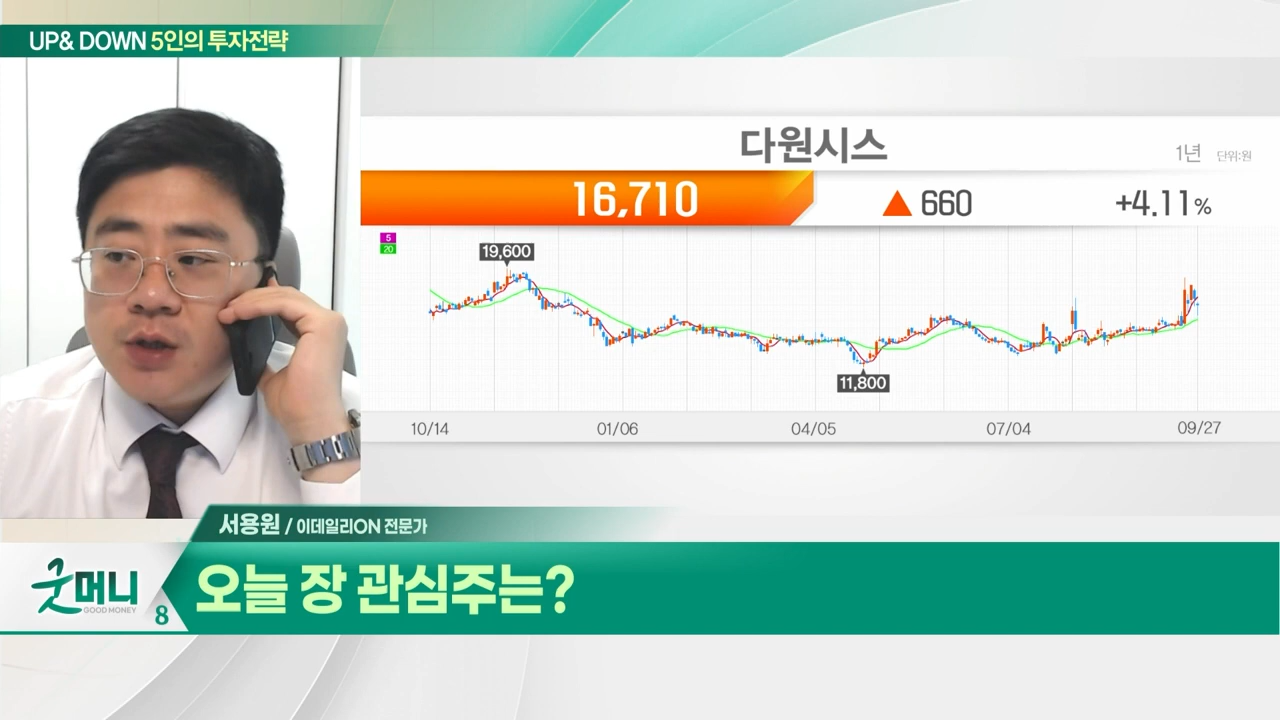 UP& DOWN 5인의 투자전략
다원시스
1년 단위:원
16,710 ▲ 660 +4.11%
5
20
19,600
11,800
10/14 01/06 04/05 07/04 09/27
서용원 / 이데일리ON 전문가
굿머니
GOOD MONEY
8
오늘 장 관심주는?